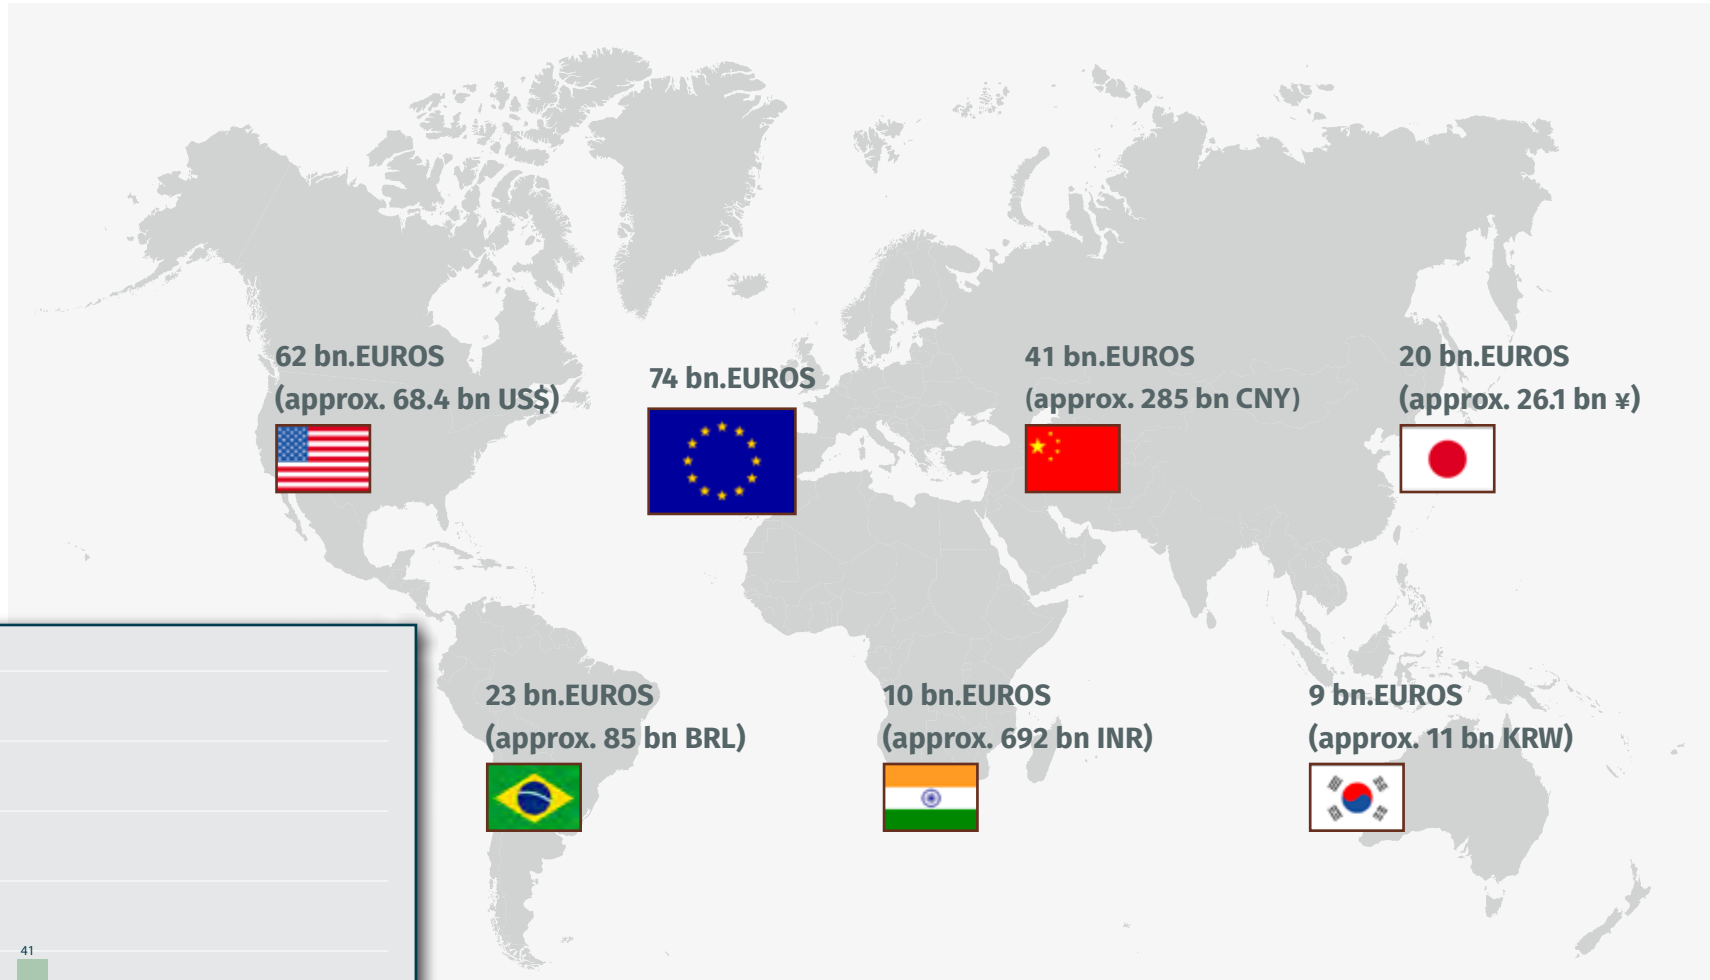 62 bn.EUROS
(approx. 68.4 bn US$)
74 bn.EUROS
41 bn.EUROS
(approx. 285 bn CNY)
20 bn.EUROS
(approx. 26.1 bn ¥)
23 bn.EUROS
(approx. 85 bn BRL)
10 bn.EUROS
(approx. 692 bn INR)
9 bn.EUROS
(approx. 11 bn KRW)
41